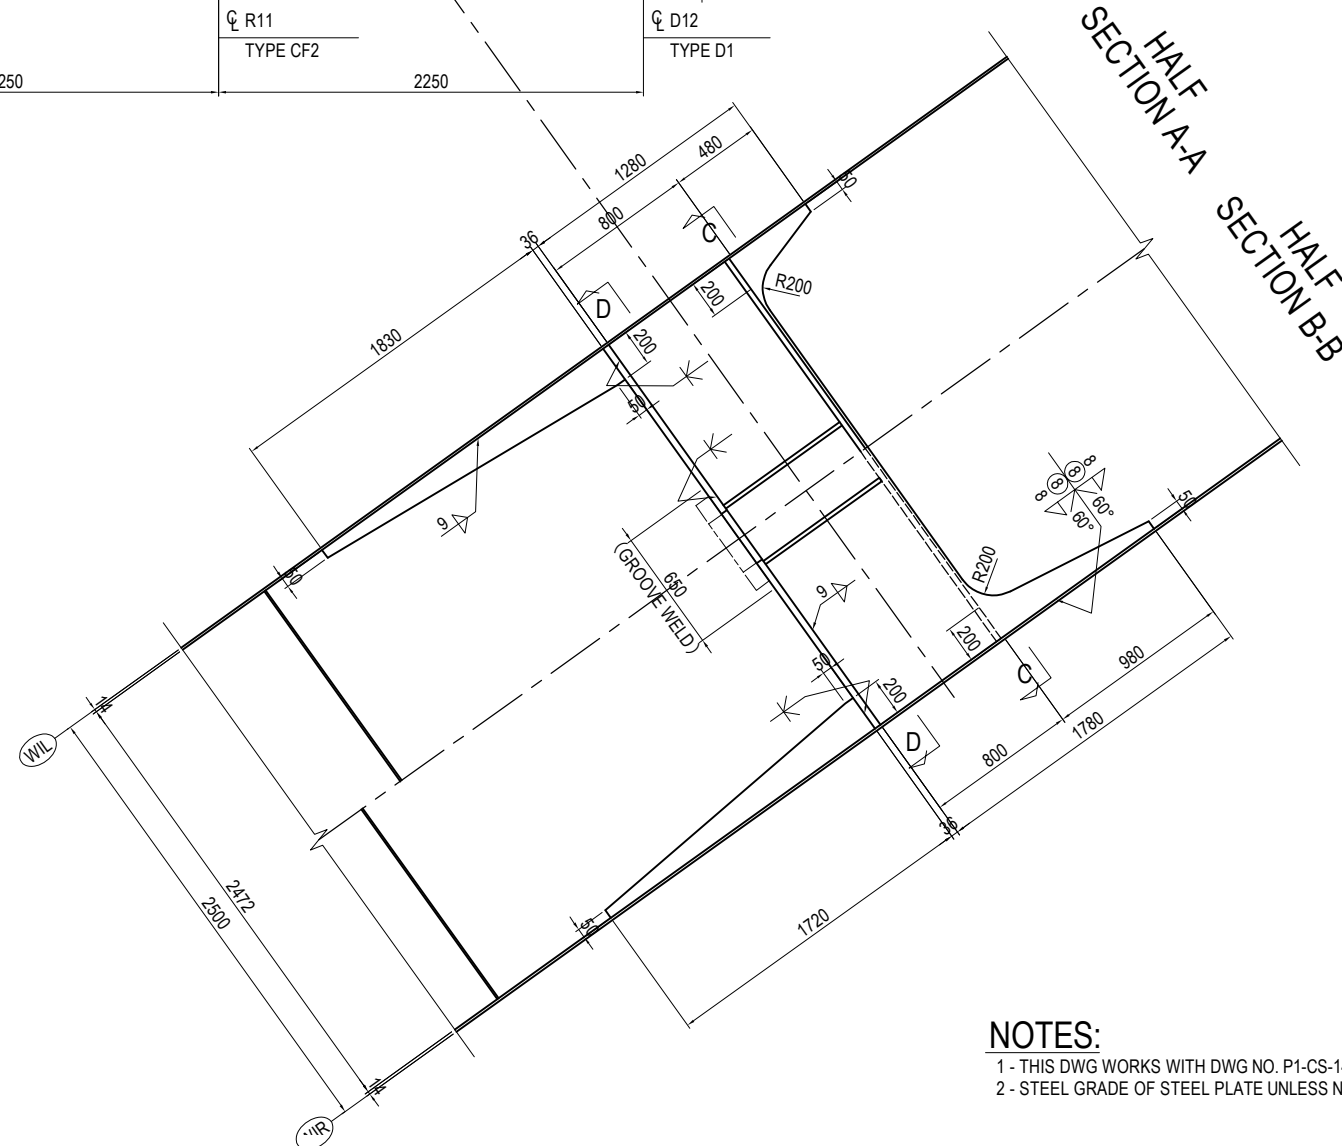 ℄ R11
TYPE CF2
℄ D12
TYPE D1
250
2250
HALF
SECTION A-A
HALF
SECTION B-B
1280
480
800
36
50
C
D
R200
200
200
1830
50
9
50
650
(GROOVE WELD)
9
8
8
8
8
60°
60°
50
R200
200
C
50
200
D
980
1780
800
36
14
WIL
2472
2500
50
1720
14
NOTES:
1 - THIS DWG WORKS WITH DWG NO. P1-CS-1
2 - STEEL GRADE OF STEEL PLATE UNLESS N